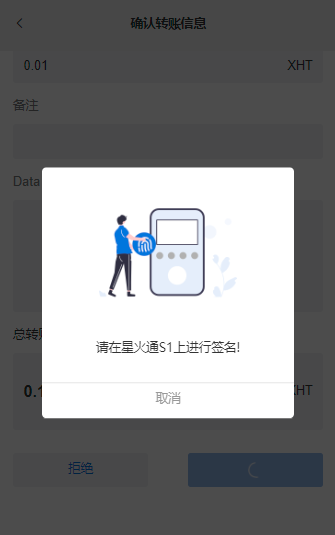 确认转账信息
0.01 XHT
备注
Data
请在星火通S1上进行签名!
总转账
0.1 XHT
取消
拒绝